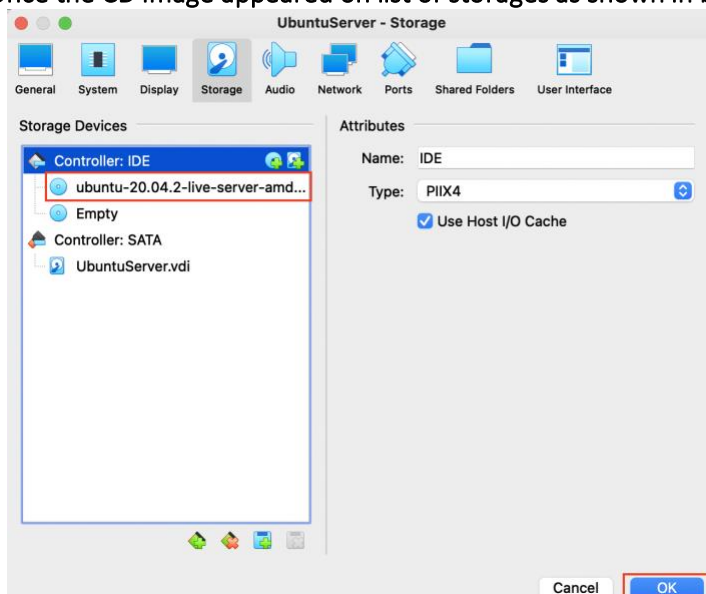 once the CD image appeared on list of storages as shown in b
UbuntuServer - Storage
General System Display Storage Audio Network Ports Shared Folders User Interface
Storage Devices Attributes
Controller: IDE
ubuntu-20.04.2-live-server-amd...
Empty
Controller: SATA
UbuntuServer.vdi
Name: IDE
Type: PIIX4
Use Host I/O Cache
Cancel OK